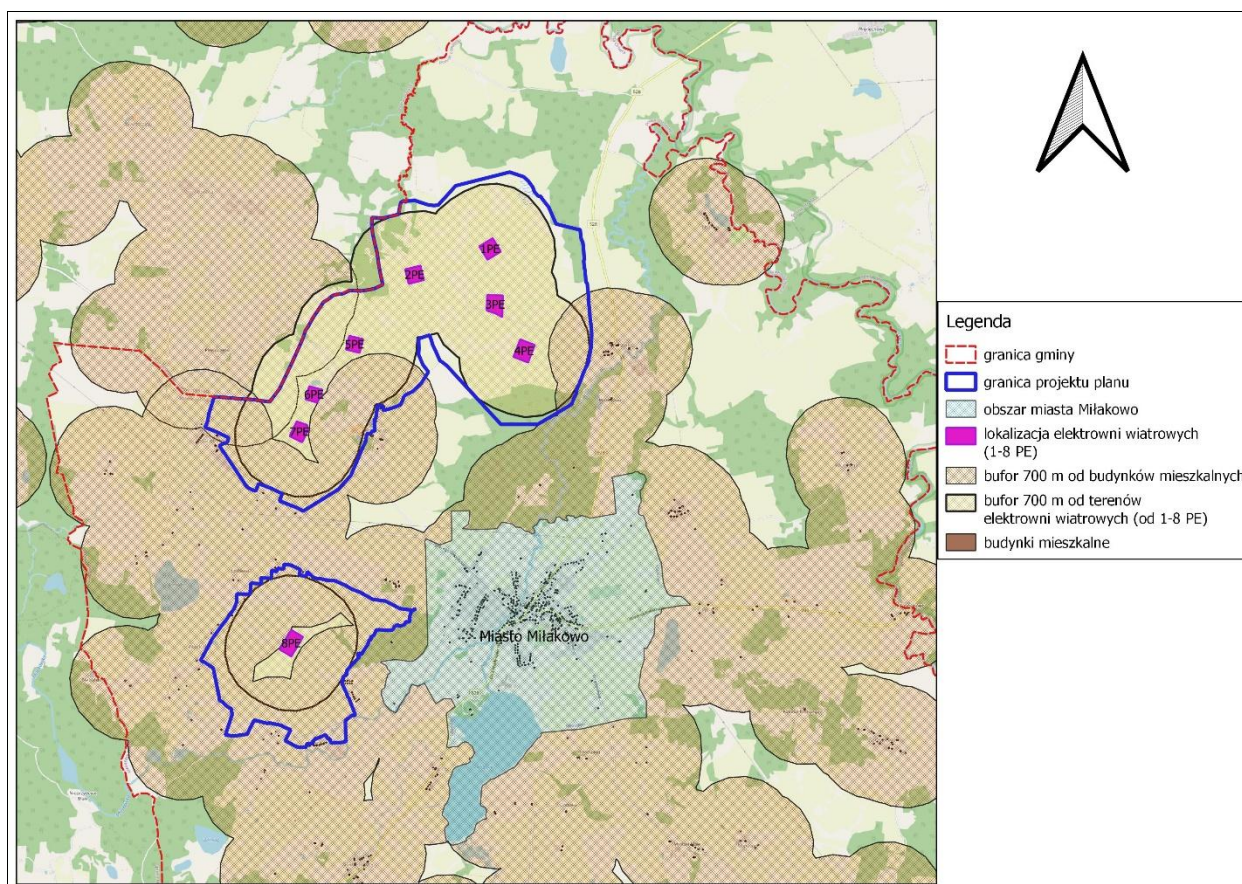 528
1PE
2PE
3PE
528
4PE
5PE
6PE
7PE
8PE
Miasto Miłakowo
Legenda
granica gminy
granica projektu planu
obszar miasta Miłakowo
lokalizacja elektrowni wiatrowych
(1-8 PE)
bufor 700 m od budynków mieszkalnych
bufor 700 m od terenów
elektrowni wiatrowych (od 1-8 PE)
budynki mieszkalne